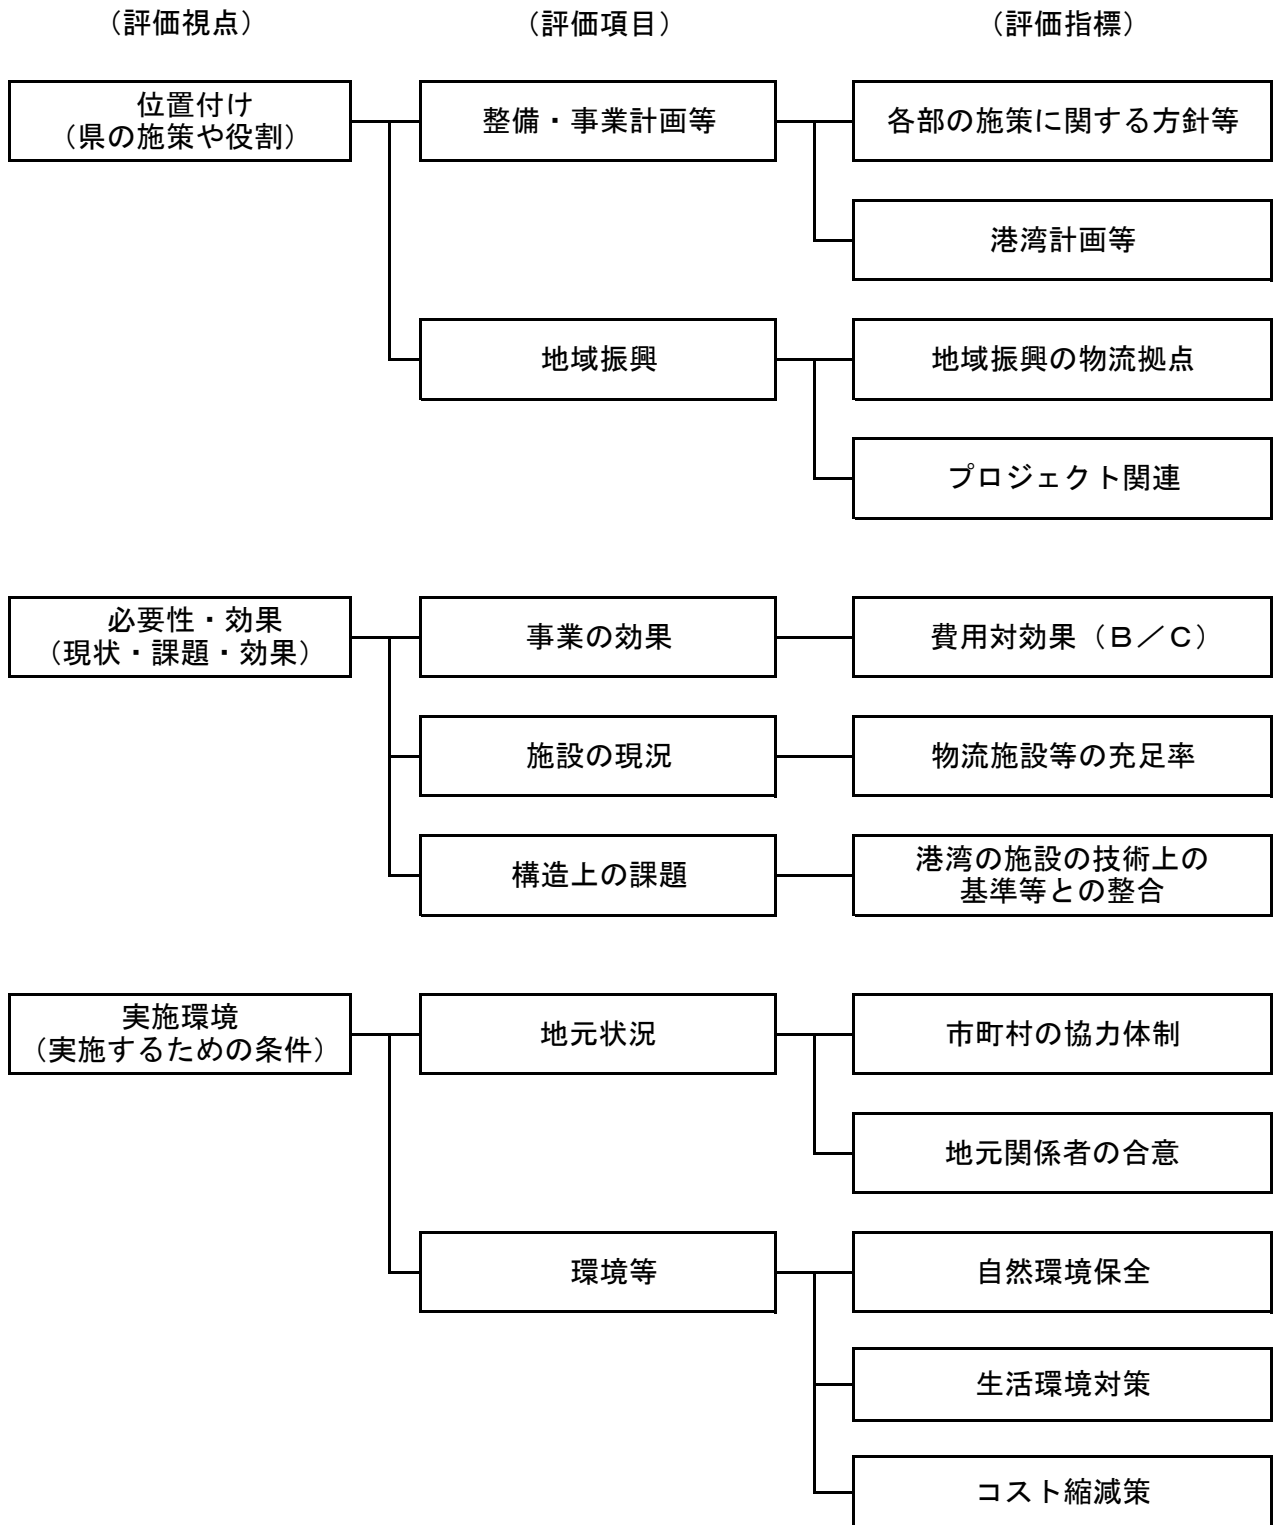 （評価視点）
（評価項目）
（評価指標）
位置付け
（県の施策や役割）
整備・事業計画等
各部の施策に関する方針等
港湾計画等
地域振興
地域振興の物流拠点
プロジェクト関連
必要性・効果
（現状・課題・効果）
事業の効果
費用対効果（Ｂ／Ｃ）
施設の現況
物流施設等の充足率
構造上の課題
港湾の施設の技術上の
基準等との整合
実施環境
（実施するための条件）
地元状況
市町村の協力体制
地元関係者の合意
環境等
自然環境保全
生活環境対策
コスト縮減策